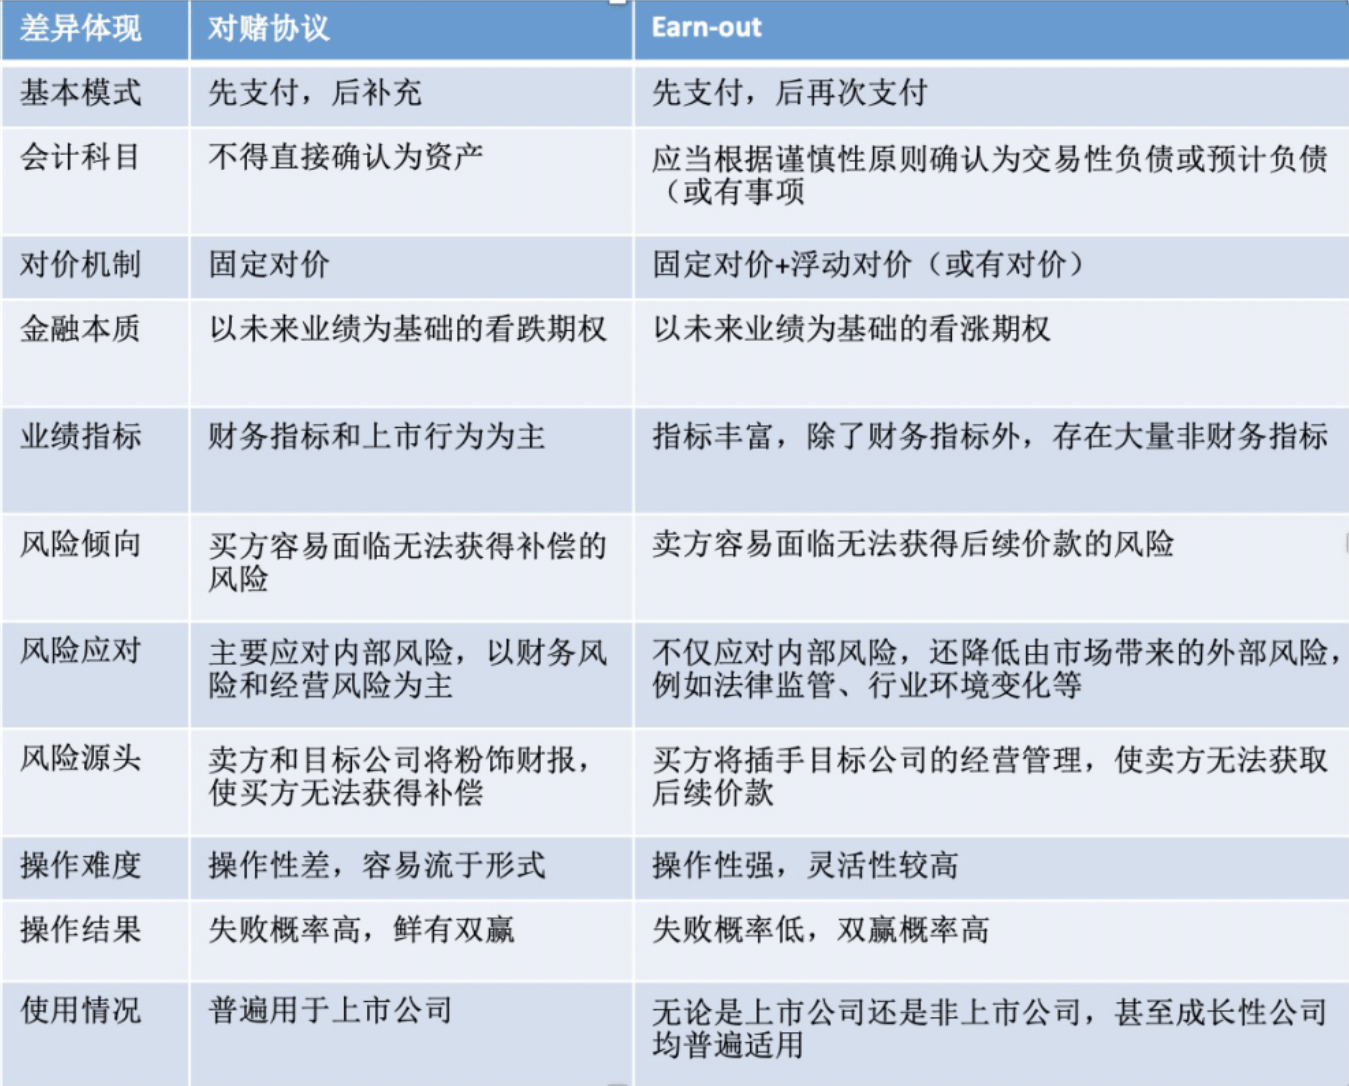 差异体现 对赌协议 Earn-out
基本模式 先支付，后补充 先支付，后再次支付
会计科目 不得直接确认为资产 应当根据谨慎性原则确认为交易性负债或预计负债
（或有事项
对价机制 固定对价 固定对价+浮动对价（或有对价）
金融本质 以未来业绩为基础的看跌期权 以未来业绩为基础的看涨期权
业绩指标 财务指标和上市行为为主 指标丰富，除了财务指标外，存在大量非财务指标
风险倾向 买方容易面临无法获得补偿的 卖方容易面临无法获得后续价款的风险
风险
风险应对 主要应对内部风险，以财务风 不仅应对内部风险，还降低由市场带来的外部风险，
险和经营风险为主 例如法律监管、行业环境变化等
风险源头 卖方和目标公司将粉饰财报， 买方将插手目标公司的经营管理，使卖方无法获取
使买方无法获得补偿 后续价款
操作难度 操作性差，容易流于形式 操作性强，灵活性较高
操作结果 失败概率高，鲜有双赢 失败概率低，双赢概率高
使用情况 普遍用于上市公司 无论是上市公司还是非上市公司，甚至成长性公司
均普遍适用